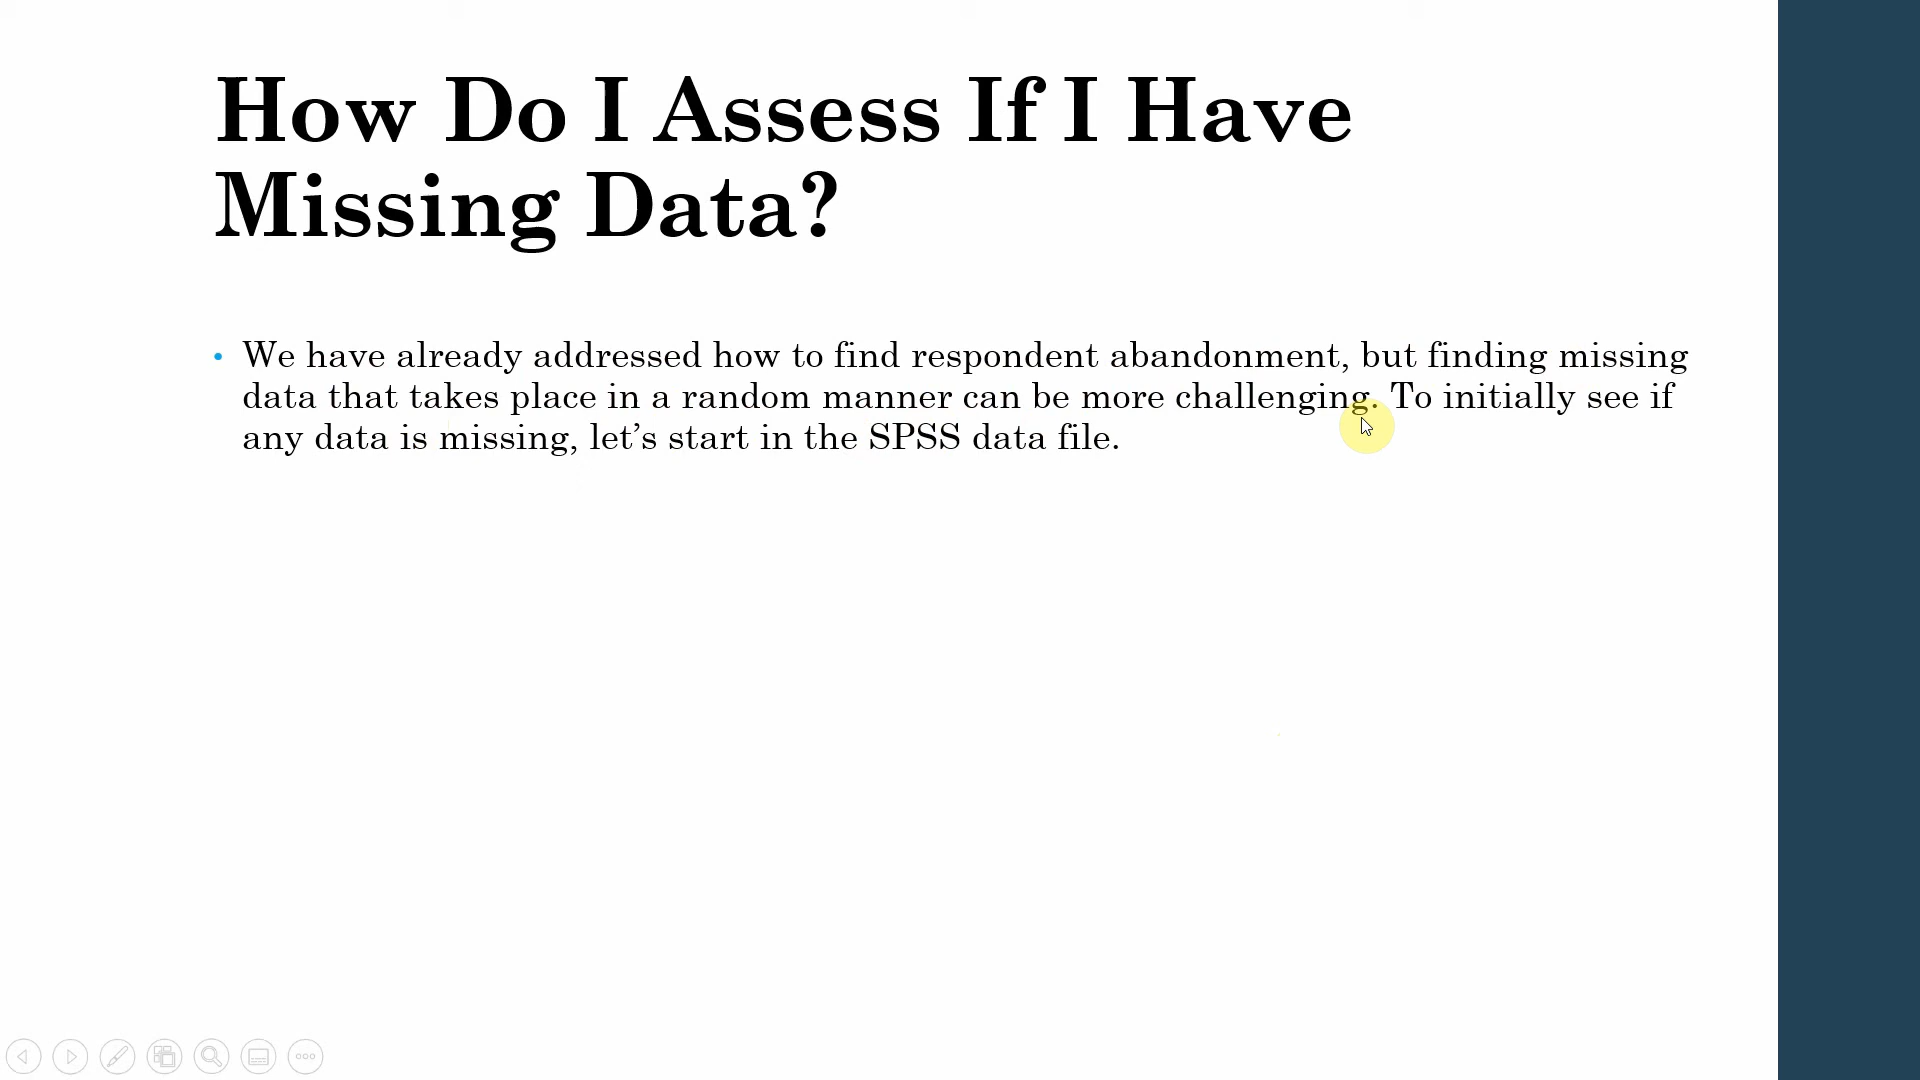 How Do I Assess If I Have
Missing Data?
• We have already addressed how to find respondent abandonment, but finding missing
data that takes place in a random manner can be more challenging. To initially see if
any data is missing, let’s start in the SPSS data file.